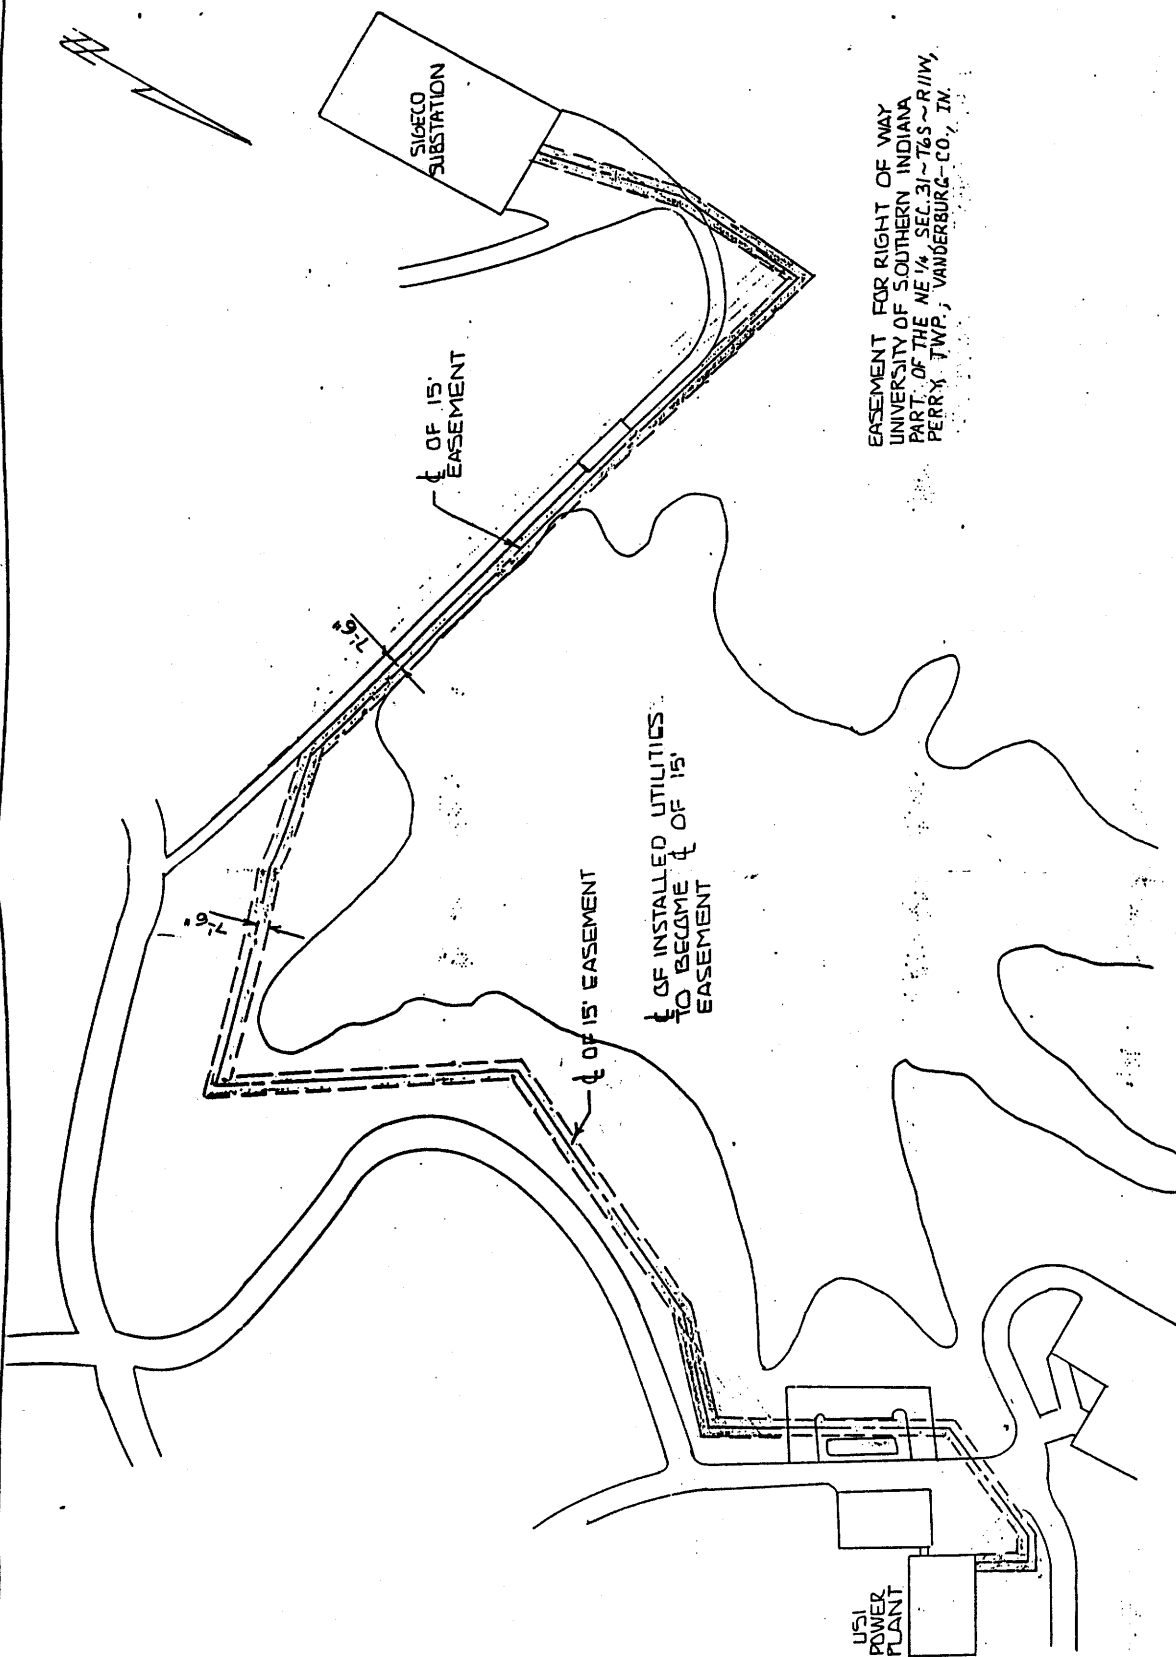 SIGECO
SUBSTATION
℄ OF 15'
EASEMENT
7'-6"
7'-6"
℄ OF 15' EASEMENT
℄ OF INSTALLED UTILITIES
TO BECOME ℄ OF 15'
EASEMENT
USI
POWER
PLANT
EASEMENT FOR RIGHT OF WAY
UNIVERSITY OF SOUTHERN INDIANA
PART OF THE NE 1/4, SEC. 31~T6S~R11W,
PERRY TWP., VANDERBURG CO., IN.